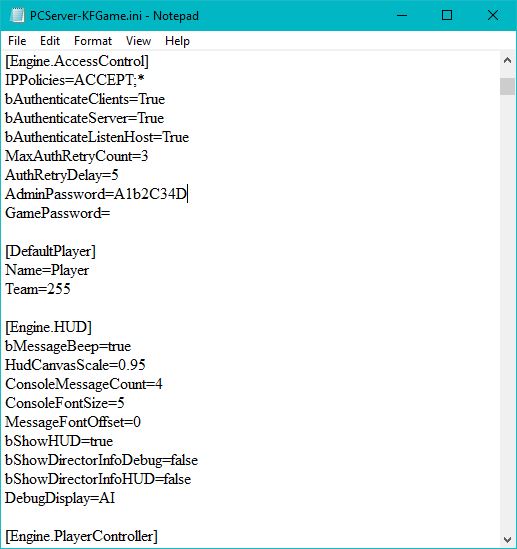 PCServer-KFGame.ini - Notepad
File Edit Format View Help
[Engine.AccessControl]
IPPolicies=ACCEPT;*
bAuthenticateClients=True
bAuthenticateServer=True
bAuthenticateListenHost=True
MaxAuthRetryCount=3
AuthRetryDelay=5
AdminPassword=A1b2C34D
GamePassword=

[DefaultPlayer]
Name=Player
Team=255

[Engine.HUD]
bMessageBeep=true
HudCanvasScale=0.95
ConsoleMessageCount=4
ConsoleFontSize=5
MessageFontOffset=0
bShowHUD=true
bShowDirectorInfoDebug=false
bShowDirectorInfoHUD=false
DebugDisplay=AI

[Engine.PlayerController]